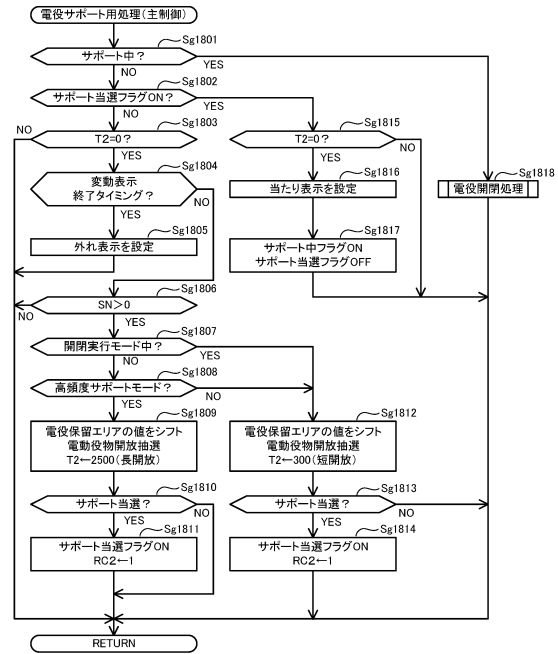 電役サポート用処理(主制御)
Sg1801
サポート中？
YES
NO
Sg1802
サポート当選フラグON？
YES
NO
Sg1803
NO
T2=0？
YES
Sg1815
T2=0？
NO
YES
Sg1804
変動表示
終了タイミング？
NO
YES
Sg1816
当たり表示を設定
Sg1818
電役開閉処理
Sg1805
外れ表示を設定
Sg1817
サポート中フラグON
サポート当選フラグOFF
Sg1806
SN＞0
NO
YES
Sg1807
開閉実行モード中？
YES
NO
Sg1808
高頻度サポートモード？
NO
YES
Sg1809
電役保留エリアの値をシフト
電動役物開放抽選
T2←2500(長開放)
Sg1812
電役保留エリアの値をシフト
電動役物開放抽選
T2←300(短開放)
Sg1810
サポート当選？
NO
YES
Sg1813
サポート当選？
NO
YES
Sg1811
サポート当選フラグON
RC2←1
Sg1814
サポート当選フラグON
RC2←1
RETURN